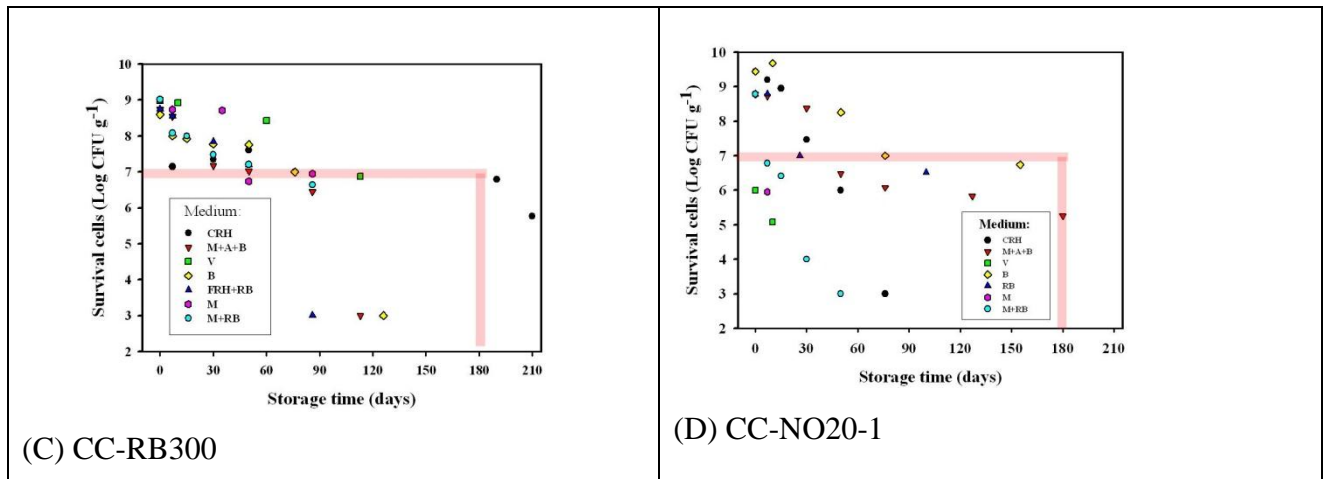 10
9
8
7
6
5
4
3
2
Survival cells (Log CFU g⁻¹)
Medium:
CRH
M+A+B
V
B
FRH+RB
M
M+RB
0 30 60 90 120 150 180 210
Storage time (days)
(C) CC-RB300
10
9
8
7
6
5
4
3
2
Survival cells (Log CFU g⁻¹)
Medium:
CRH
M+A+B
V
B
RB
M
M+RB
0 30 60 90 120 150 180 210
Storage time (days)
(D) CC-NO20-1